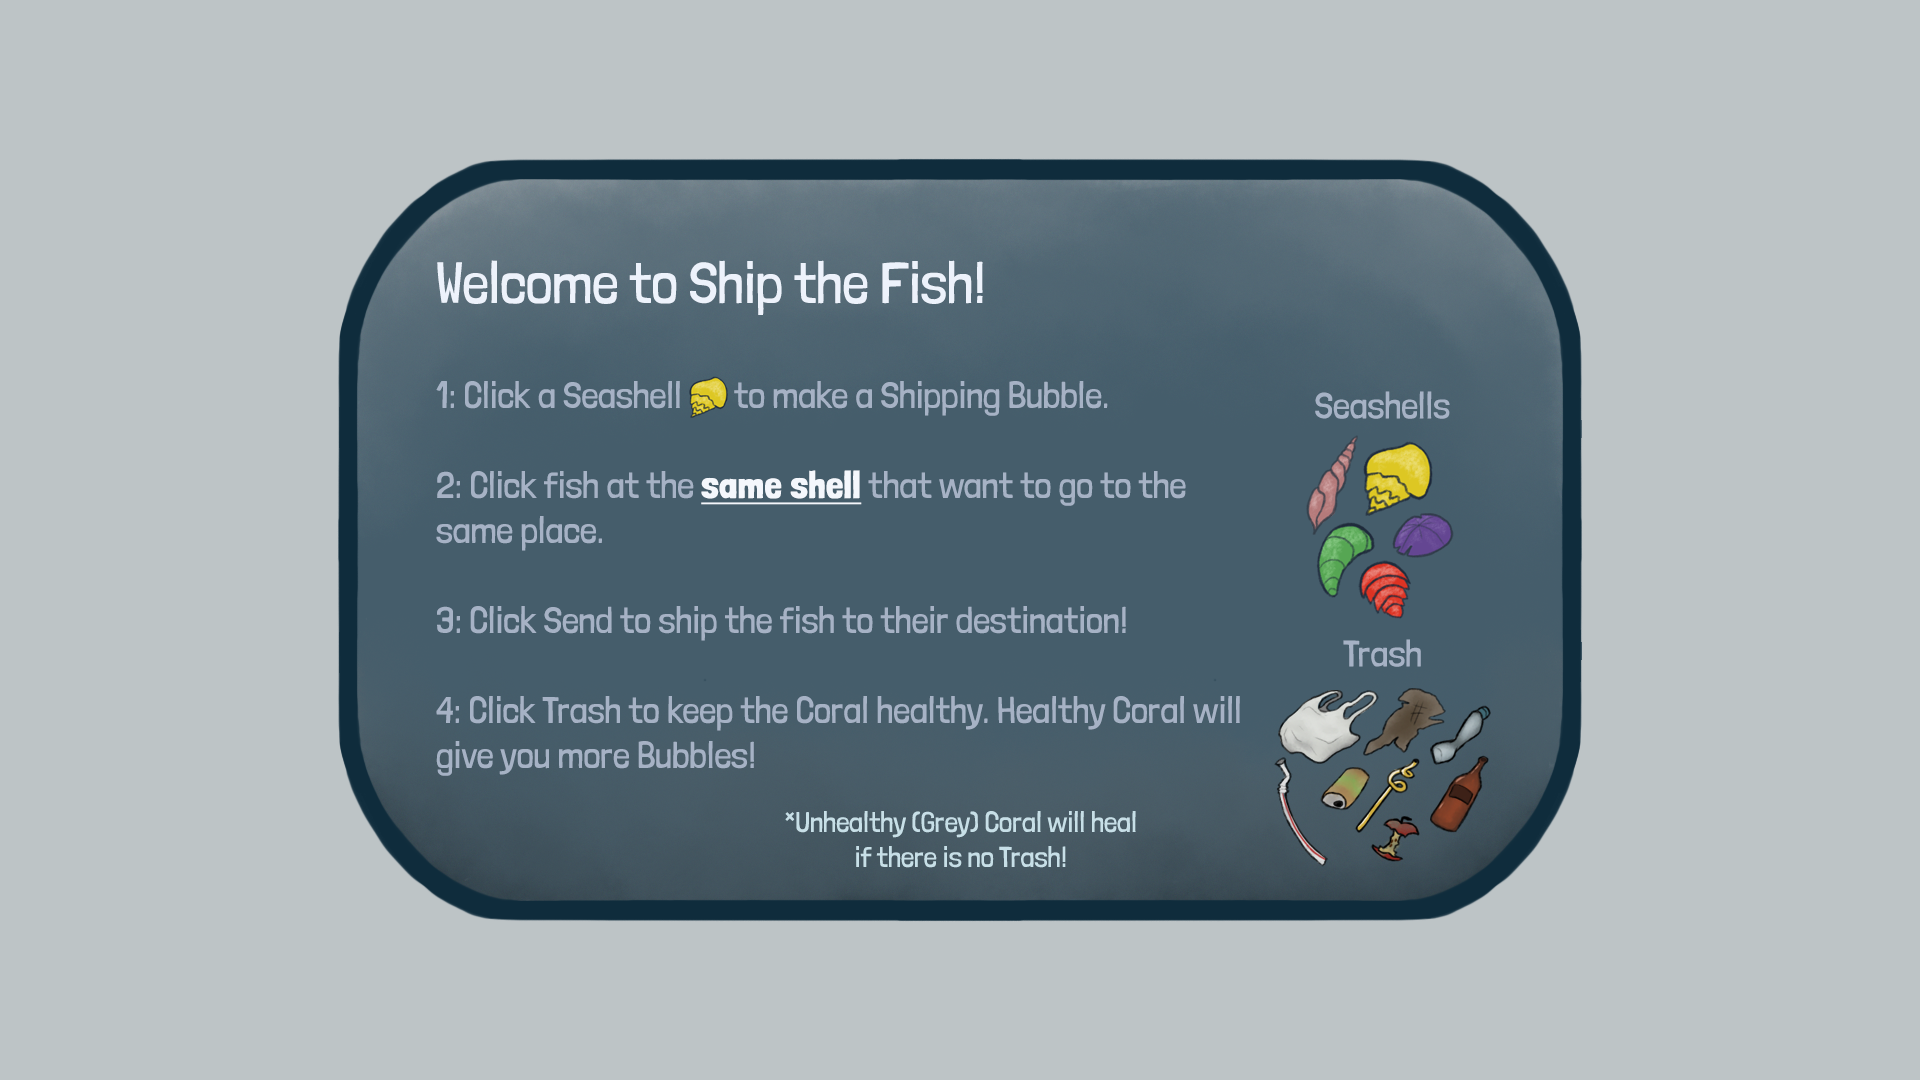 Welcome to Ship the Fish!
1: Click a Seashell to make a Shipping Bubble.
2: Click fish at the same shell that want to go to the
same place.
3: Click Send to ship the fish to their destination!
4: Click Trash to keep the Coral healthy. Healthy Coral will
give you more Bubbles!
*Unhealthy (Grey) Coral will heal
if there is no Trash!
Seashells
Trash